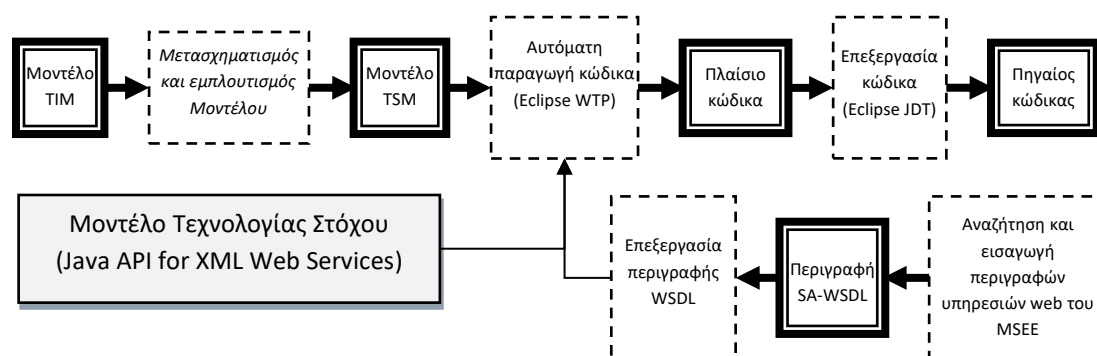 Μοντέλο
TIM
Μετασχηματισμός
και εμπλουτισμός
Μοντέλου
Μοντέλο
TSM
Αυτόματη
παραγωγή κώδικα
(Eclipse WTP)
Πλαίσιο
κώδικα
Επεξεργασία
κώδικα
(Eclipse JDT)
Πηγαίος
κώδικας
Μοντέλο Τεχνολογίας Στόχου
(Java API for XML Web Services)
Επεξεργασία
περιγραφής
WSDL
Περιγραφή
SA-WSDL
Αναζήτηση και
εισαγωγή
περιγραφών
υπηρεσιών web του
MSEE